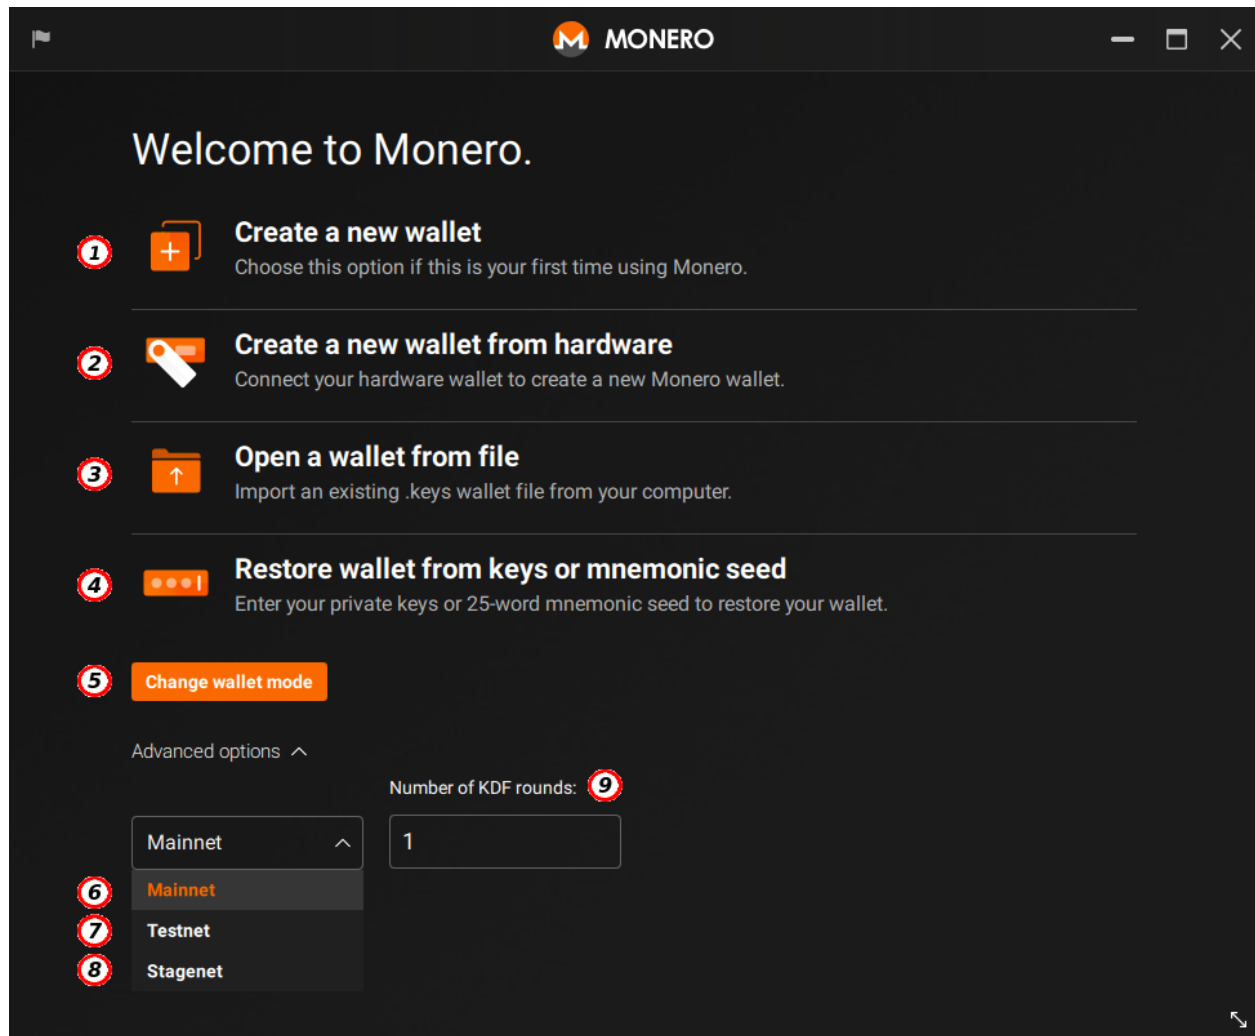 MONERO
Welcome to Monero.
1
Create a new wallet
Choose this option if this is your first time using Monero.
2
Create a new wallet from hardware
Connect your hardware wallet to create a new Monero wallet.
3
Open a wallet from file
Import an existing .keys wallet file from your computer.
4
Restore wallet from keys or mnemonic seed
Enter your private keys or 25-word mnemonic seed to restore your wallet.
5 Change wallet mode
Advanced options
Number of KDF rounds: 9
Mainnet 1
6 Mainnet
7 Testnet
8 Stagenet